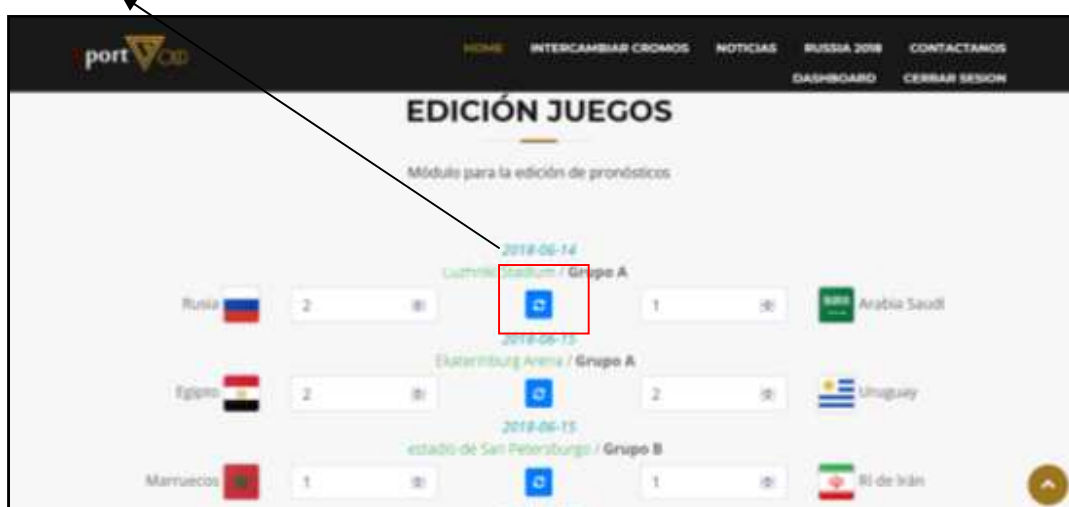 port
HOME INTERCAMBIAR CROMOS NOTICIAS RUSSIA 2018 CONTACTANOS
DASHBOARD CERRAR SESION
EDICIÓN JUEGOS
Módulo para la edición de pronósticos
2018-06-14
Luzhniki Stadium / Grupo A
Rusia 2 1 Arabia Saudí
2018-06-15
Ekaterimburg Arena / Grupo A
Egipto 2 2 Uruguay
2018-06-15
estadio de San Petersburgo / Grupo B
Marruecos 1 1 RI de Irán